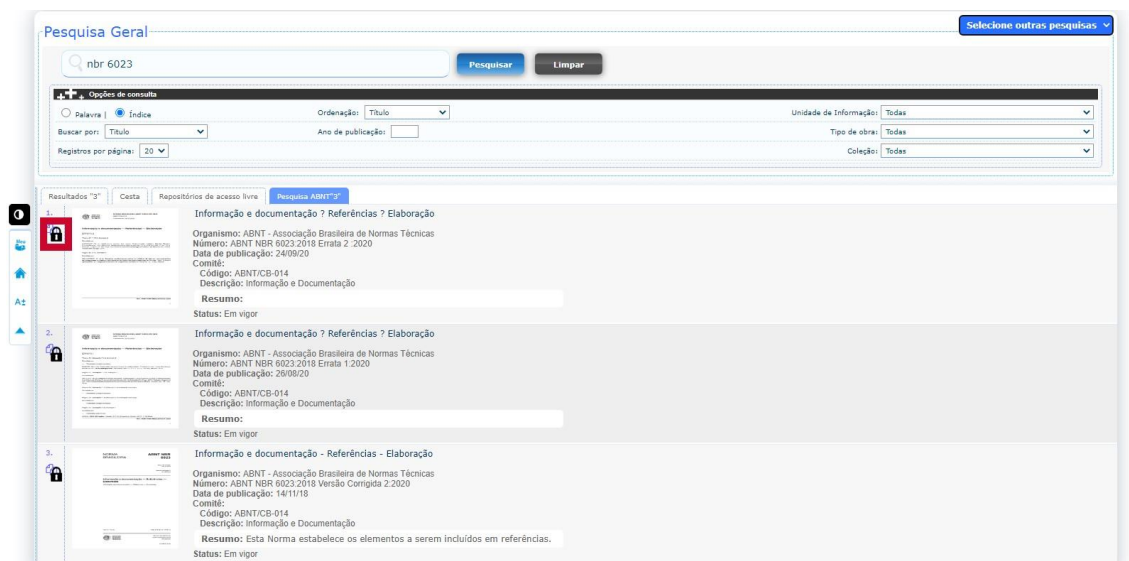 Selecione outras pesquisas
Pesquisa Geral
nbr 6023
Pesquisar
Limpar
Opções de consulta
Palavra | Índice
Ordenação: Título
Unidade de Informação: Todas
Buscar por: Titulo
Ano de publicação:
Tipo de obra: Todas
Registros por página: 20
Coleção: Todas
Resultados "3" Cesta Repositórios de acesso livre Pesquisa ABNT"3"
1.
Informação e documentação ? Referências ? Elaboração
Organismo: ABNT - Associação Brasileira de Normas Técnicas
Número: ABNT NBR 6023:2018 Errata 2 :2020
Data de publicação: 24/09/20
Comitê:
Código: ABNT/CB-014
Descrição: Informação e Documentação
Resumo:
Status: Em vigor
A±
2.
Informação e documentação ? Referências ? Elaboração
Organismo: ABNT - Associação Brasileira de Normas Técnicas
Número: ABNT NBR 6023:2018 Errata 1:2020
Data de publicação: 26/08/20
Comitê:
Código: ABNT/CB-014
Descrição: Informação e Documentação
Resumo:
Status: Em vigor
3.
NORMA BRASILEIRA
ABNT NBR 6023
Informação e documentação - Referências - Elaboração
Organismo: ABNT - Associação Brasileira de Normas Técnicas
Número: ABNT NBR 6023:2018 Versão Corrigida 2:2020
Data de publicação: 14/11/18
Comitê:
Código: ABNT/CB-014
Descrição: Informação e Documentação
Resumo: Esta Norma estabelece os elementos a serem incluídos em referências.
Status: Em vigor